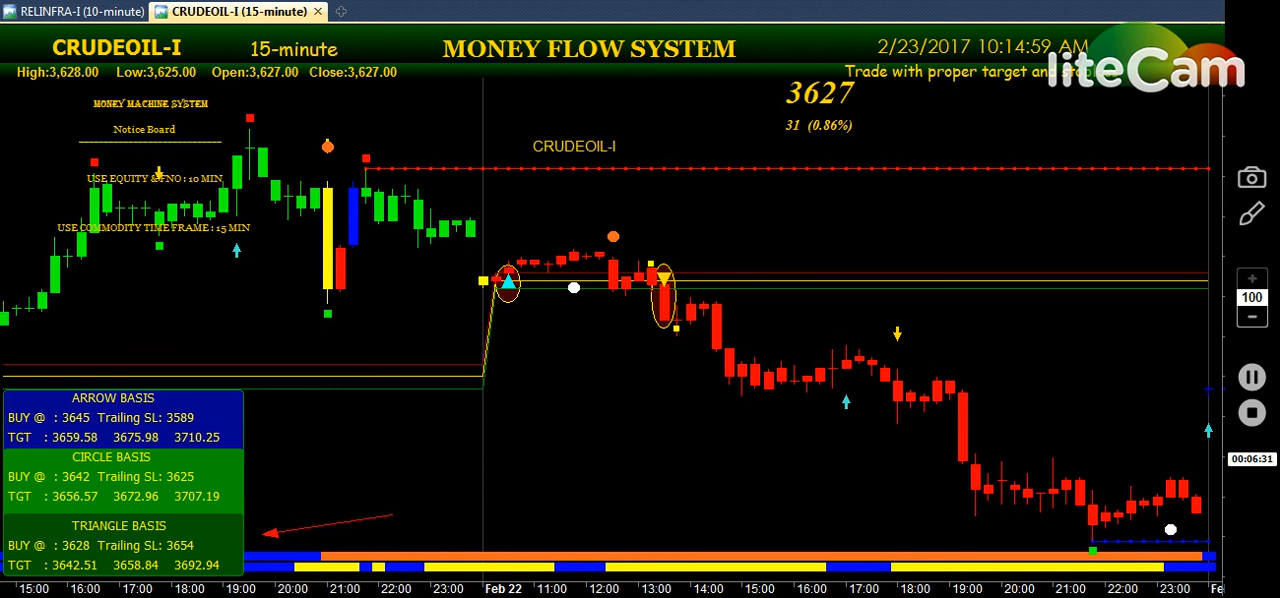 RELINFRA-I (10-minute)
CRUDEOIL-I (15-minute)
CRUDEOIL-I 15-minute MONEY FLOW SYSTEM 2/23/2017 10:14:59 AM
High:3,628.00 Low:3,625.00 Open:3,627.00 Close:3,627.00
Trade with proper target and
liteCam
3627
31 (0.86%)
MONEY MACHINE SYSTEM
Notice Board
USE EQUITY & FNO : 10 MIN
USE COMMODITY TIME FRAME : 15 MIN
CRUDEOIL-I
100
00:06:31
ARROW BASIS
BUY @ : 3645 Trailing SL: 3589
TGT : 3659.58 3675.98 3710.25
CIRCLE BASIS
BUY @ : 3642 Trailing SL: 3625
TGT : 3656.57 3672.96 3707.19
TRIANGLE BASIS
BUY @ : 3628 Trailing SL: 3654
TGT : 3642.51 3658.84 3692.94
15:00 16:00 17:00 18:00 19:00 20:00 21:00 22:00 23:00 Feb 22 11:00 12:00 13:00 14:00 15:00 16:00 17:00 18:00 19:00 20:00 21:00 22:00 23:00 Fe